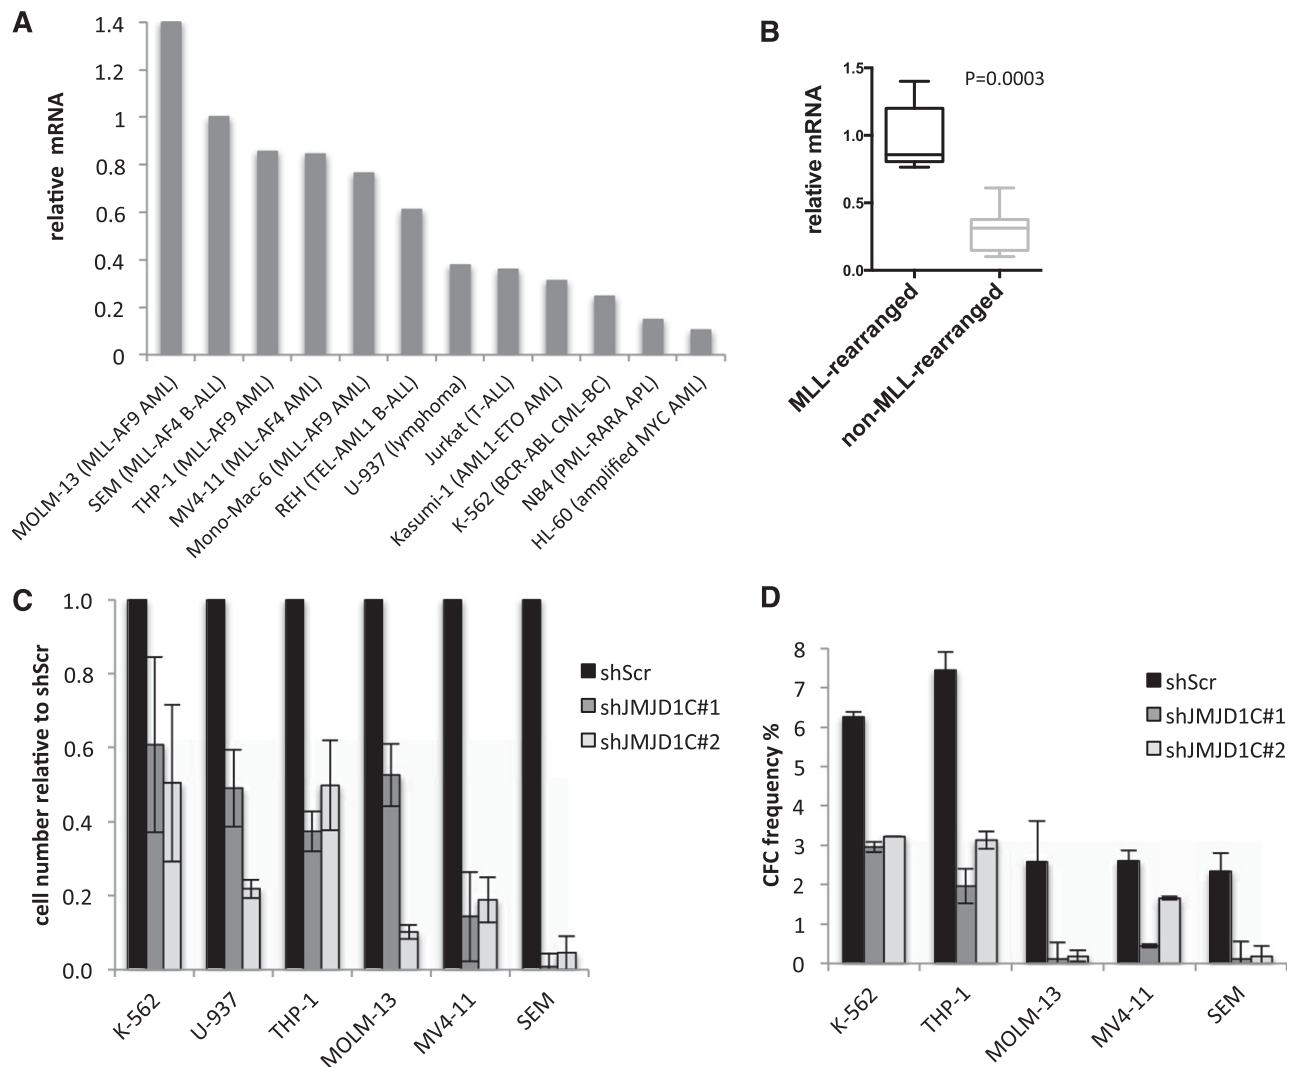 A
1.4
1.2
1
0.8
0.6
0.4
0.2
0
relative mRNA
MOLM-13 (MLL-AF9 AML)
SEM (MLL-AF4 B-ALL)
THP-1 (MLL-AF9 AML)
MV4-11 (MLL-AF4 AML)
Mono-Mac-6 (MLL-AF9 AML)
REH (TEL-AML1 B-ALL)
U-937 (lymphoma)
Jurkat (T-ALL)
Kasumi-1 (AML1-ETO AML)
K-562 (BCR-ABL CML-BC)
NB4 (PML-RARA APL)
HL-60 (amplified MYC AML)
B
P=0.0003
1.5
1.0
0.5
0.0
relative mRNA
MLL-rearranged
non-MLL-rearranged
C
1.0
0.8
0.6
0.4
0.2
0.0
cell number relative to shScr
shScr
shJMJD1C#1
shJMJD1C#2
K-562
U-937
THP-1
MOLM-13
MV4-11
SEM
D
8
7
6
5
4
3
2
1
0
CFC frequency %
shScr
shJMJD1C#1
shJMJD1C#2
K-562
THP-1
MOLM-13
MV4-11
SEM